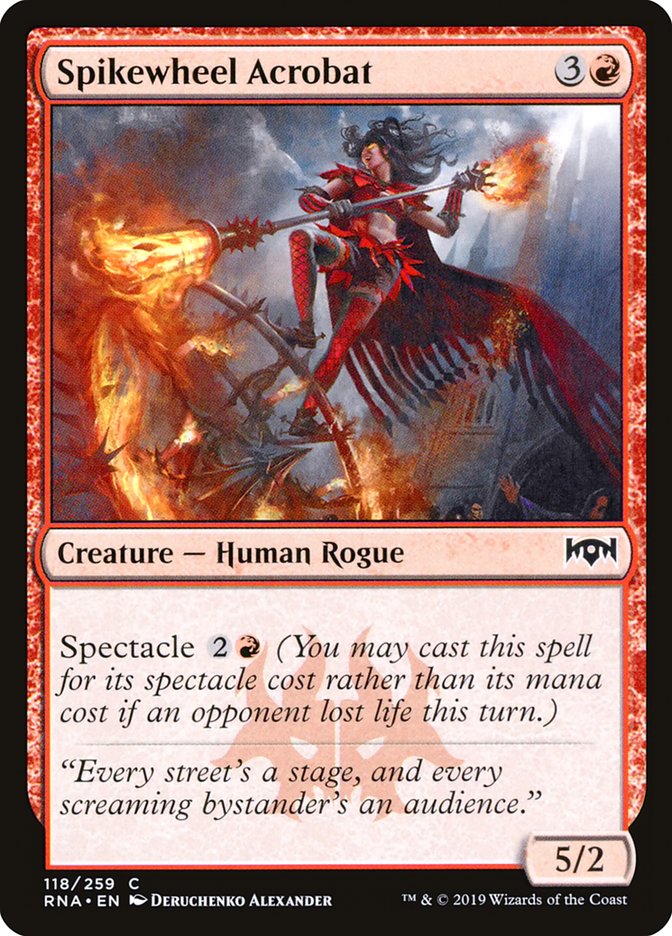 Spikewheel Acrobat 3
Creature — Human Rogue
Spectacle 2 (You may cast this spell
for its spectacle cost rather than its mana
cost if an opponent lost life this turn.)
“Every street’s a stage, and every
screaming bystander’s an audience.”
5/2
118/259 C
RNA • EN Deruchenko Alexander
™ & © 2019 Wizards of the Coast